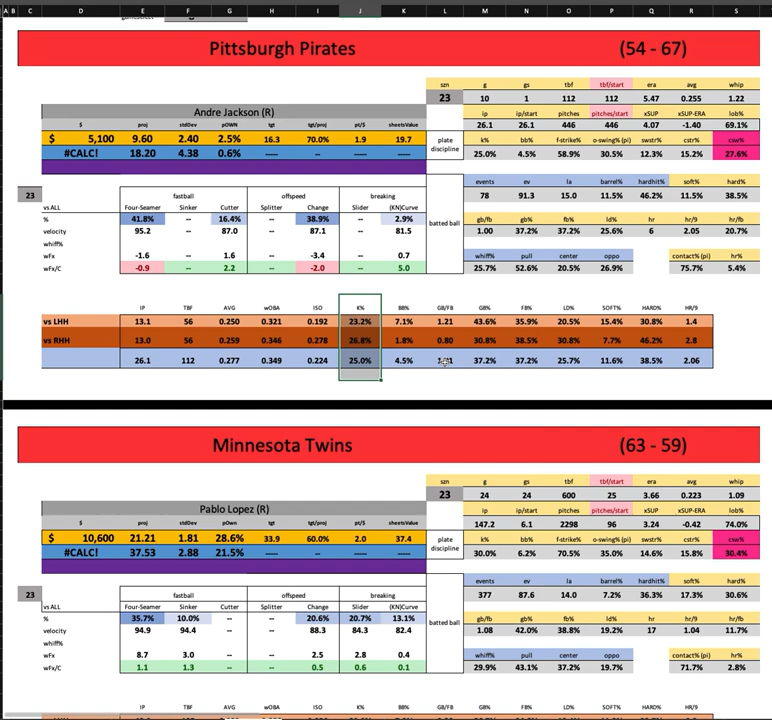 A B C D E F G H I J K L M N O P Q R S
Pittsburgh Pirates (54 - 67)
szn g gs tbf tbf/start era avg whip
23 10 1 112 112 5.47 0.255 1.22
Andre Jackson (R)
ip ip/start pitches pitches/start xSUP xSUP-ERA lob%
26.1 26.1 446 446 4.07 -1.40 69.1%
$ proj stdDev pOWN tgt tgt/proj pt/$ sheetsValue
$ 5,100 9.60 2.40 2.5% 16.3 70.0% 1.9 19.7
plate discipline
k% bb% f-strike% o-swing% (pi) swstr% cstr% csw%
#CALC! 18.20 4.38 0.6% ---- --- -- ----
25.0% 4.5% 58.9% 30.5% 12.3% 15.2% 27.6%
events ev la barrel% hardhit% soft% hard%
23 fastball offspeed breaking
78 91.3 15.0 11.5% 46.2% 11.5% 38.5%
vs ALL Four-Seamer Sinker Cutter Splitter Change Slider (KN)Curve
% 41.8% -- 16.4% -- 38.9% -- 2.9%
batted ball
gb/fb gb% fb% ld% hr hr/9 hr/fb
velocity 95.2 -- 87.0 -- 87.1 -- 81.5
1.00 37.2% 37.2% 25.6% 6 2.05 20.7%
whiff%
wFx -1.6 -- 1.6 -- -3.4 -- 0.7
whiff% pull center oppo contact% (pi) hr%
wFx/C -0.9 -- 2.2 -- -2.0 -- 5.0
25.7% 52.6% 20.5% 26.9% 75.7% 5.4%
IP TBF AVG wOBA ISO K% BB% GB/FB GB% FB% LD% SOFT% HARD% HR/9
vs LHH 13.1 56 0.250 0.321 0.192 23.2% 7.1% 1.21 43.6% 35.9% 20.5% 15.4% 30.8% 1.4
vs RHH 13.0 56 0.259 0.346 0.278 26.8% 1.8% 0.80 30.8% 38.5% 30.8% 7.7% 46.2% 2.8
26.1 112 0.277 0.349 0.224 25.0% 4.5% 37.2% 37.2% 25.7% 11.6% 38.5% 2.06
Minnesota Twins (63 - 59)
szn g gs tbf tbf/start era avg whip
23 24 24 600 25 3.66 0.223 1.09
Pablo Lopez (R)
ip ip/start pitches pitches/start xSUP xSUP-ERA lob%
147.2 6.1 2298 96 3.24 -0.42 74.0%
$ proj stdDev pOwn tgt tgt/proj pt/$ sheetsValue
$ 10,600 21.21 1.81 28.6% 33.9 60.0% 2.0 37.4
plate discipline
k% bb% f-strike% o-swing% (pi) swstr% cstr% csw%
#CALC! 37.53 2.88 21.5% ---- -- -- ----
30.0% 6.2% 70.5% 35.0% 14.6% 15.8% 30.4%
events ev la barrel% hardhit% soft% hard%
23 fastball offspeed breaking
377 87.6 14.0 7.2% 36.3% 17.3% 30.6%
vs ALL Four-Seamer Sinker Cutter Splitter Change Slider (KN)Curve
% 35.7% 10.0% -- -- 20.6% 20.7% 13.1%
batted ball
gb/fb gb% fb% ld% hr hr/9 hr/fb
velocity 94.9 94.4 -- -- 88.3 84.3 82.4
1.08 42.0% 38.8% 19.2% 17 1.04 11.7%
whiff%
wFx 8.7 3.0 -- -- 2.5 2.8 0.4
whiff% pull center oppo contact% (pi) hr%
wFx/C 1.1 1.3 -- -- 0.5 0.6 0.1
29.9% 43.1% 37.2% 19.7% 71.7% 2.8%
IP TBF AVG wOBA ISO K% BB% GB/FB GB% FB% LD% SOFT% HARD% HR/9